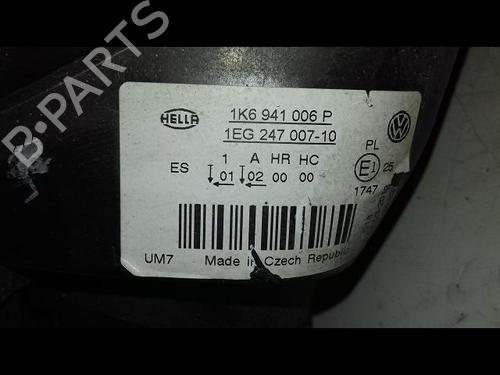 B-PARTS
HELLA
1K6 941 006 P
1EG 247 007-10
PL
1 A HR HC
E1 25
ES 01 02 00 00
1747
UM7 Made in Czech Republic